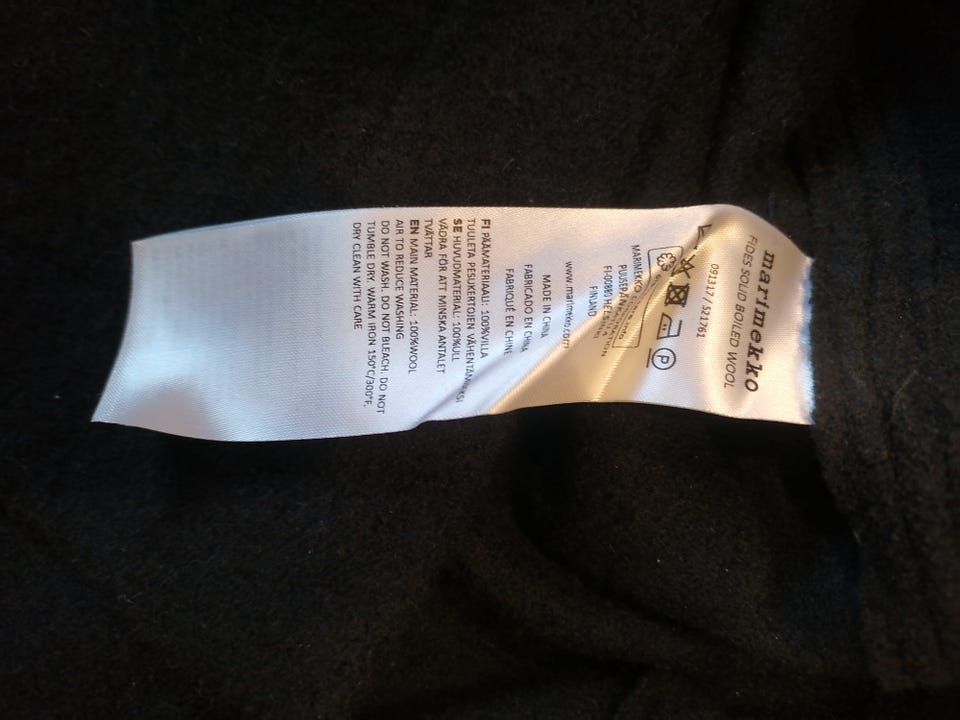 marimekko
FIDES SOLID BOILED WOOL
091317 / 521761
P
MARIMEKKO
FI-00880 HELSINKI
FINLAND
www.marimekko.com
MADE IN CHINA
FABRICADO EN CHINA
FABRIQUÉ EN CHINE
FI PÄÄMATERIAALI: 100%VILLA
TUULETA PESUKERTOJEN VÄHENTÄMISEKSI
SE HUVUDMATERIAL: 100%ULL
VÄDRA FÖR ATT MINSKA ANTALET
TVÄTTAR
EN MAIN MATERIAL: 100%WOOL
AIR TO REDUCE WASHING
DO NOT WASH. DO NOT BLEACH. DO NOT
TUMBLE DRY. WARM IRON 150°C/300°F.
DRY CLEAN WITH CARE